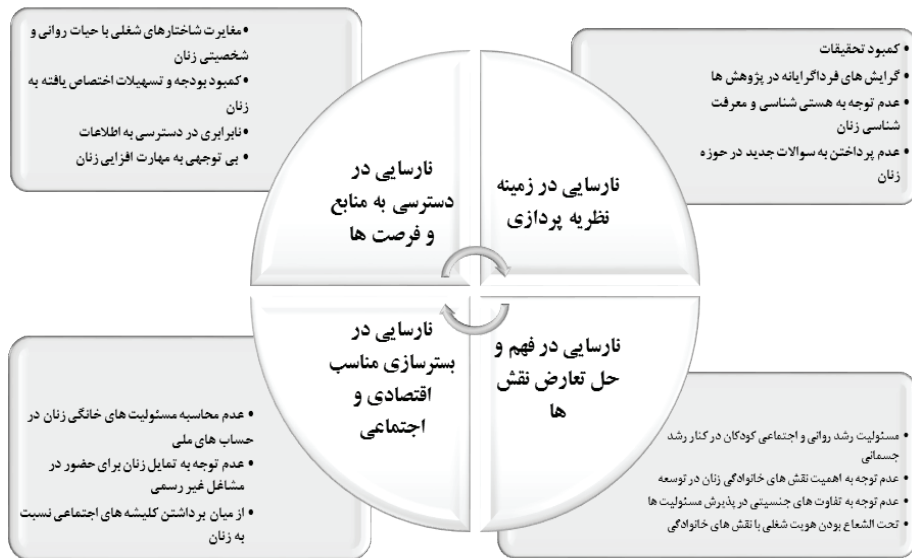 • کمبود تحقیقات
• گرایش های فرداگرایانه در پژوهش ها
• عدم توجه به هستی شناسی و معرفت
شناسی زنان
• عدم پرداختن به سوالات جدید در حوزه
زنان
نارسایی در زمینه
نظریه پردازی
•مغایرت شاختارهای شغلی با حیات روانی و
شخصیتی زنان
•کمبود بودجه و تسهیلات اختصاص یافته به
زنان
•نابرابری در دسترسی به اطلاعات
• بی توجهی به مهارت افزایی زنان
نارسایی در
دسترسی به منابع
و فرصت ها
نارسایی در فهم و
حل تعارض نقش
ها
• مسئولیت رشد روانی و اجتماعی کودکان در کنار رشد
جسمانی
• عدم توجه به اهمیت نقش های خانوادگی زنان در توسعه
• عدم توجه به تفاوت های جنسیتی در پذیرش مسئولیت ها
• تحت الشعاع بودن هویت شغلی با نقش های خانوادگی
نارسایی در
بسترسازی مناسب
اقتصادی و
اجتماعی
• عدم محاسبه مسئولیت های خانگی زنان در
حساب های ملی
• عدم توجه به تمایل زنان برای حضور در
مشاغل غیر رسمی
• از میان برداشتن کلیشه های اجتماعی نسبت
به زنان